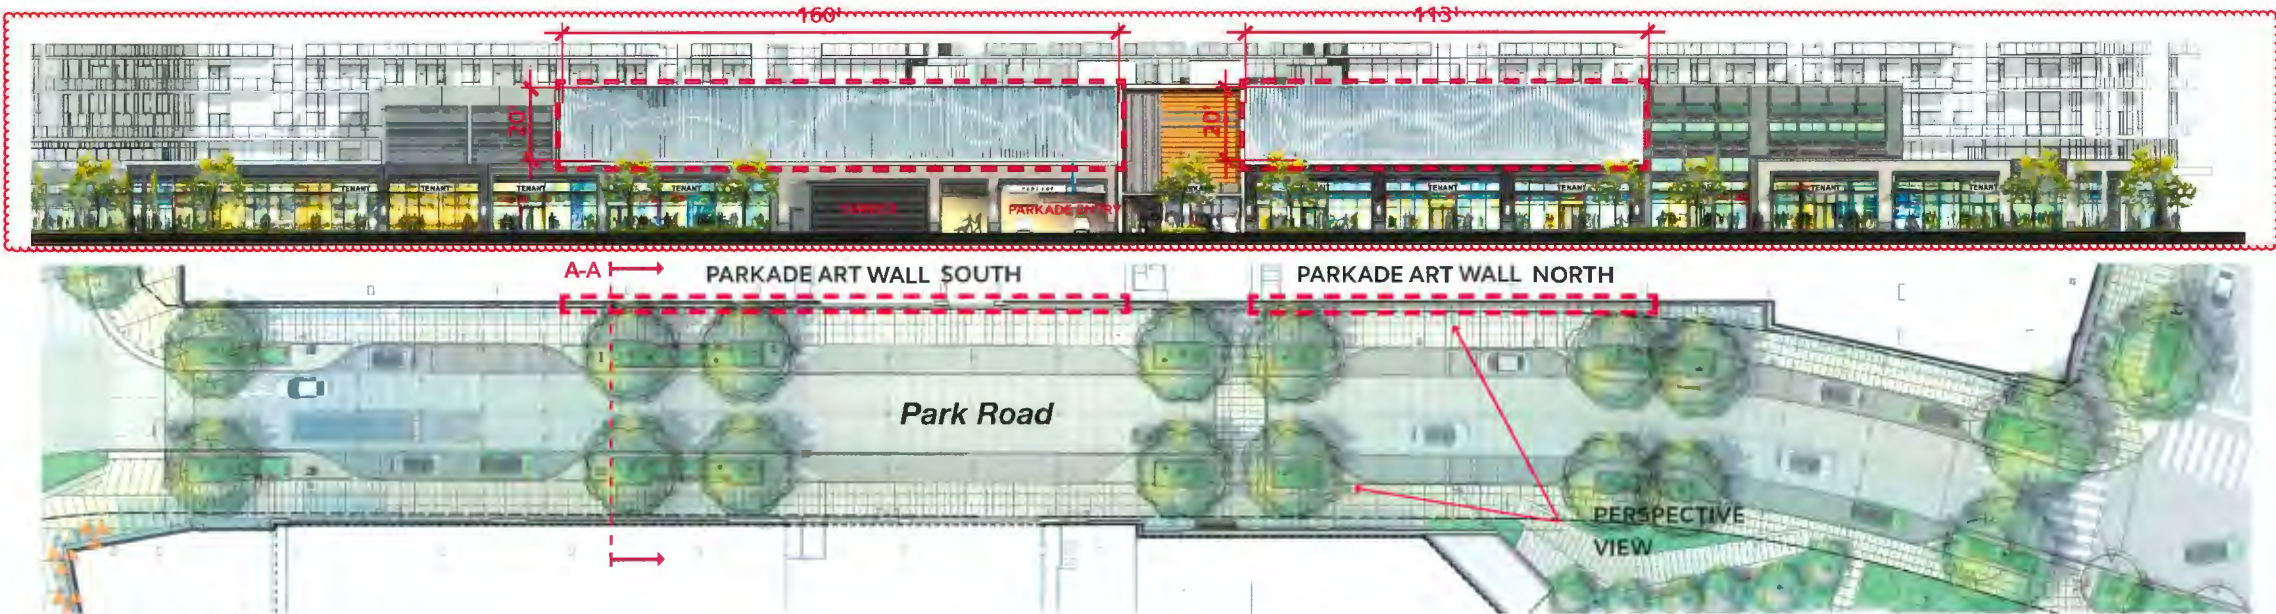 160'
113'
20'
20'
TENANT
TENANT
TENANT
TENANT
PARKADE ENTRY
TENANT
TENANT
TENANT
TENANT
A-A
PARKADE ART WALL SOUTH
PARKADE ART WALL NORTH
Park Road
PERSPECTIVE
VIEW